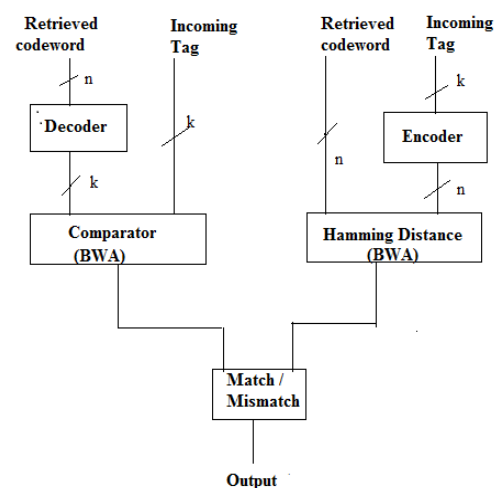 Retrieved
codeword
Incoming
Tag
Retrieved
codeword
Incoming
Tag
n
k
Decoder
k
k
n
Encoder
n
Comparator
(BWA)
Hamming Distance
(BWA)
Match /
Mismatch
Output